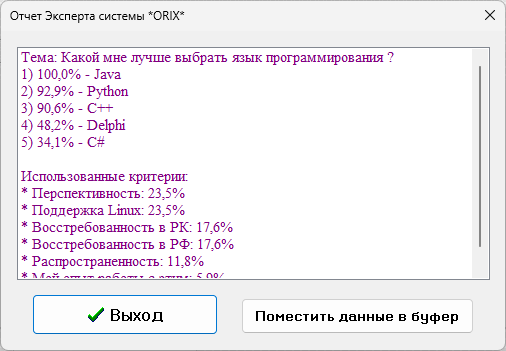 Отчет Эксперта системы *ORIX*
Тема: Какой мне лучше выбрать язык программирования ?
1) 100,0% - Java
2) 92,9% - Python
3) 90,6% - C++
4) 48,2% - Delphi
5) 34,1% - C#
Использованные критерии:
* Перспективность: 23,5%
* Поддержка Linux: 23,5%
* Восстребованность в РК: 17,6%
* Восстребованность в РФ: 17,6%
* Распространенность: 11,8%
* Мой опыт работы с этим: 5,9%
Выход
Поместить данные в буфер